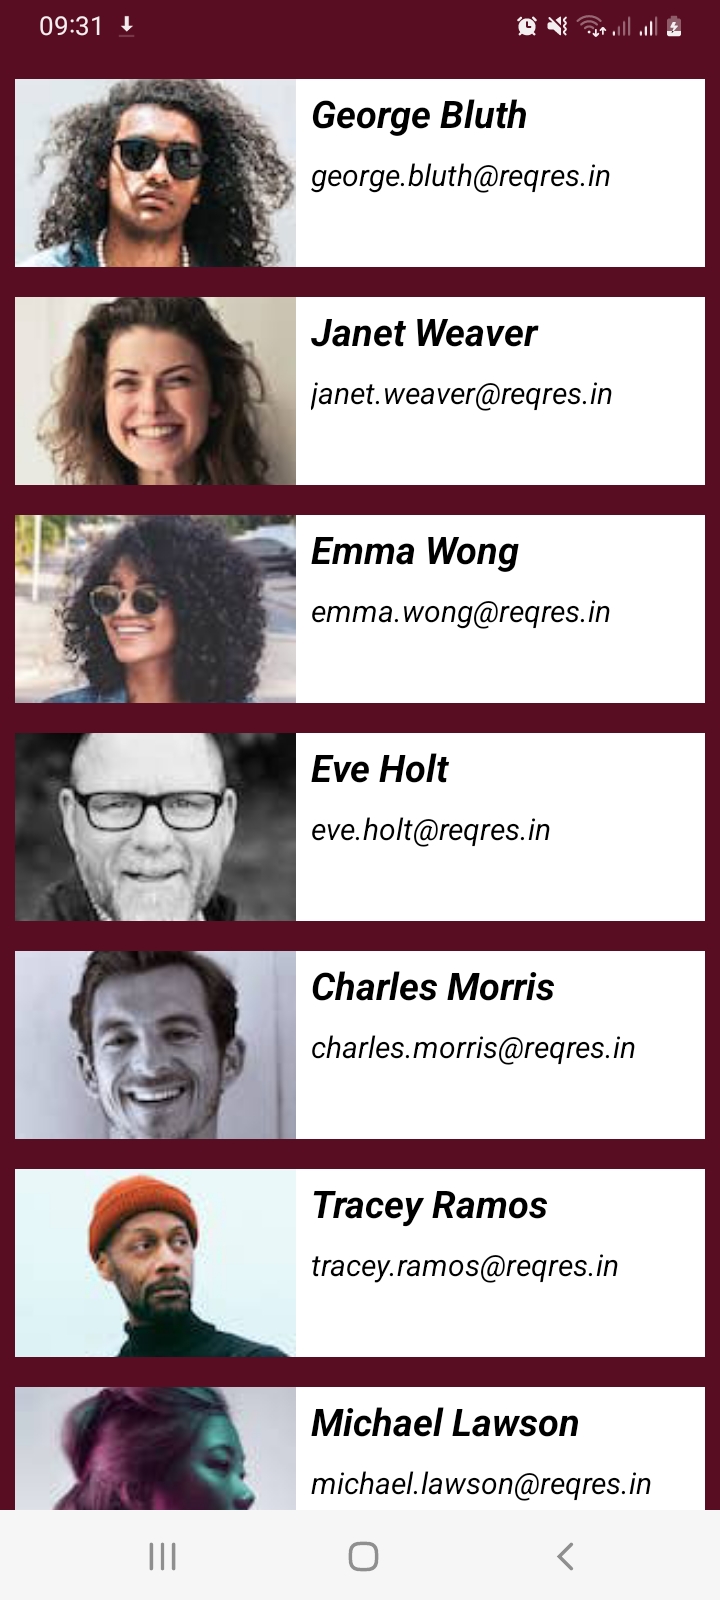 09:31
George Bluth
george.bluth@reqres.in
Janet Weaver
janet.weaver@reqres.in
Emma Wong
emma.wong@reqres.in
Eve Holt
eve.holt@reqres.in
Charles Morris
charles.morris@reqres.in
Tracey Ramos
tracey.ramos@reqres.in
Michael Lawson
michael.lawson@reqres.in